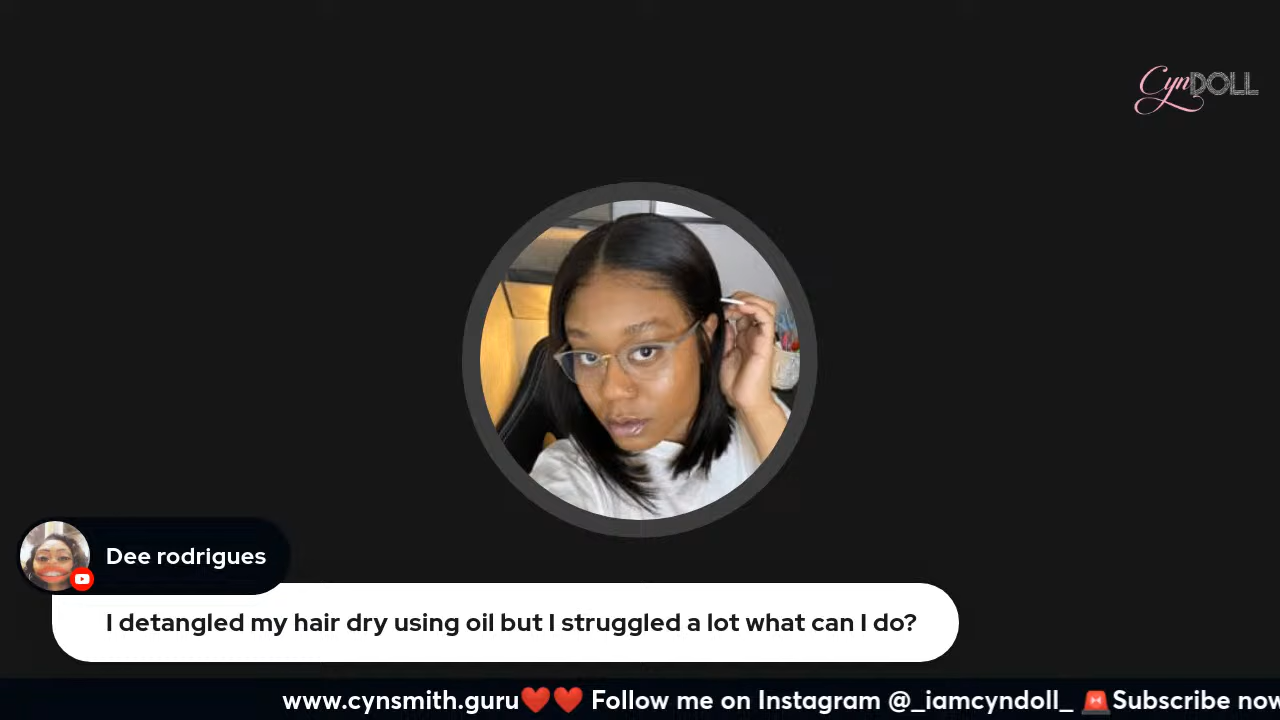 CynDOLL
Dee rodrigues
I detangled my hair dry using oil but I struggled a lot what can I do?
www.cynsmith.guru❤️❤️ Follow me on Instagram @_iamcyndoll_ 🚨Subscribe now